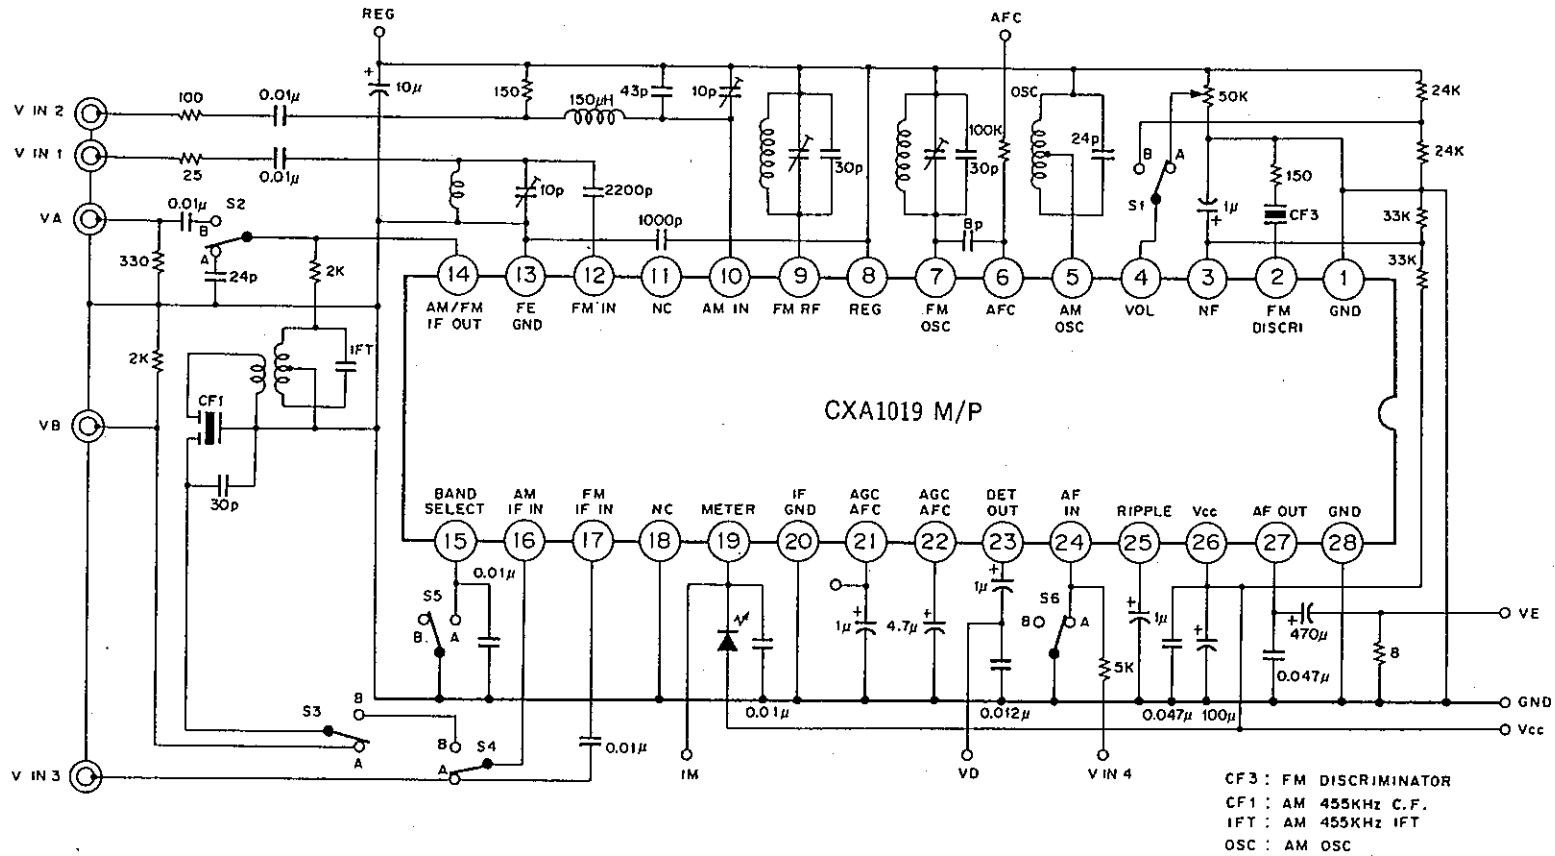 REG
AFC
V IN 2
100
0.01μ
10μ
+
150
150μH
43p
10p
OSC
50K
24K
V IN 1
25
0.01μ
10p
2200p
30p
100K
30p
24p
B
A
24K
150
VA
0.01μ
S2
B
A
330
24p
2K
1000p
8p
S1
1μ
+
CF3
33K
33K
14
13
12
11
10
9
8
7
6
5
4
3
2
1
AM/FM
IF OUT
FE
GND
FM IN
NC
AM IN
FM RF
REG
FM
OSC
AFC
AM
OSC
VOL
NF
FM
DISCRI
GND
2K
IFT
CF1
VB
30p
CXA1019 M/P
BAND
SELECT
AM
IF IN
FM
IF IN
NC
METER
IF
GND
AGC
AFC
AGC
AFC
DET
OUT
AF
IN
RIPPLE
Vcc
AF OUT
GND
15
16
17
18
19
20
21
22
23
24
25
26
27
28
S5
B.
A
0.01μ
+
1μ
+
4.7μ
+
1μ
S6
B
A
5K
+
1μ
+
+
470μ
8
VE
0.01μ
0.012μ
0.047μ
100μ
0.047μ
GND
S3
B
A
B
S4
A
0.01μ
Vcc
V IN 3
IM
VD
V IN 4
CF3 : FM DISCRIMINATOR
CF1 : AM 455KHz C.F.
IFT : AM 455KHz IFT
OSC : AM OSC